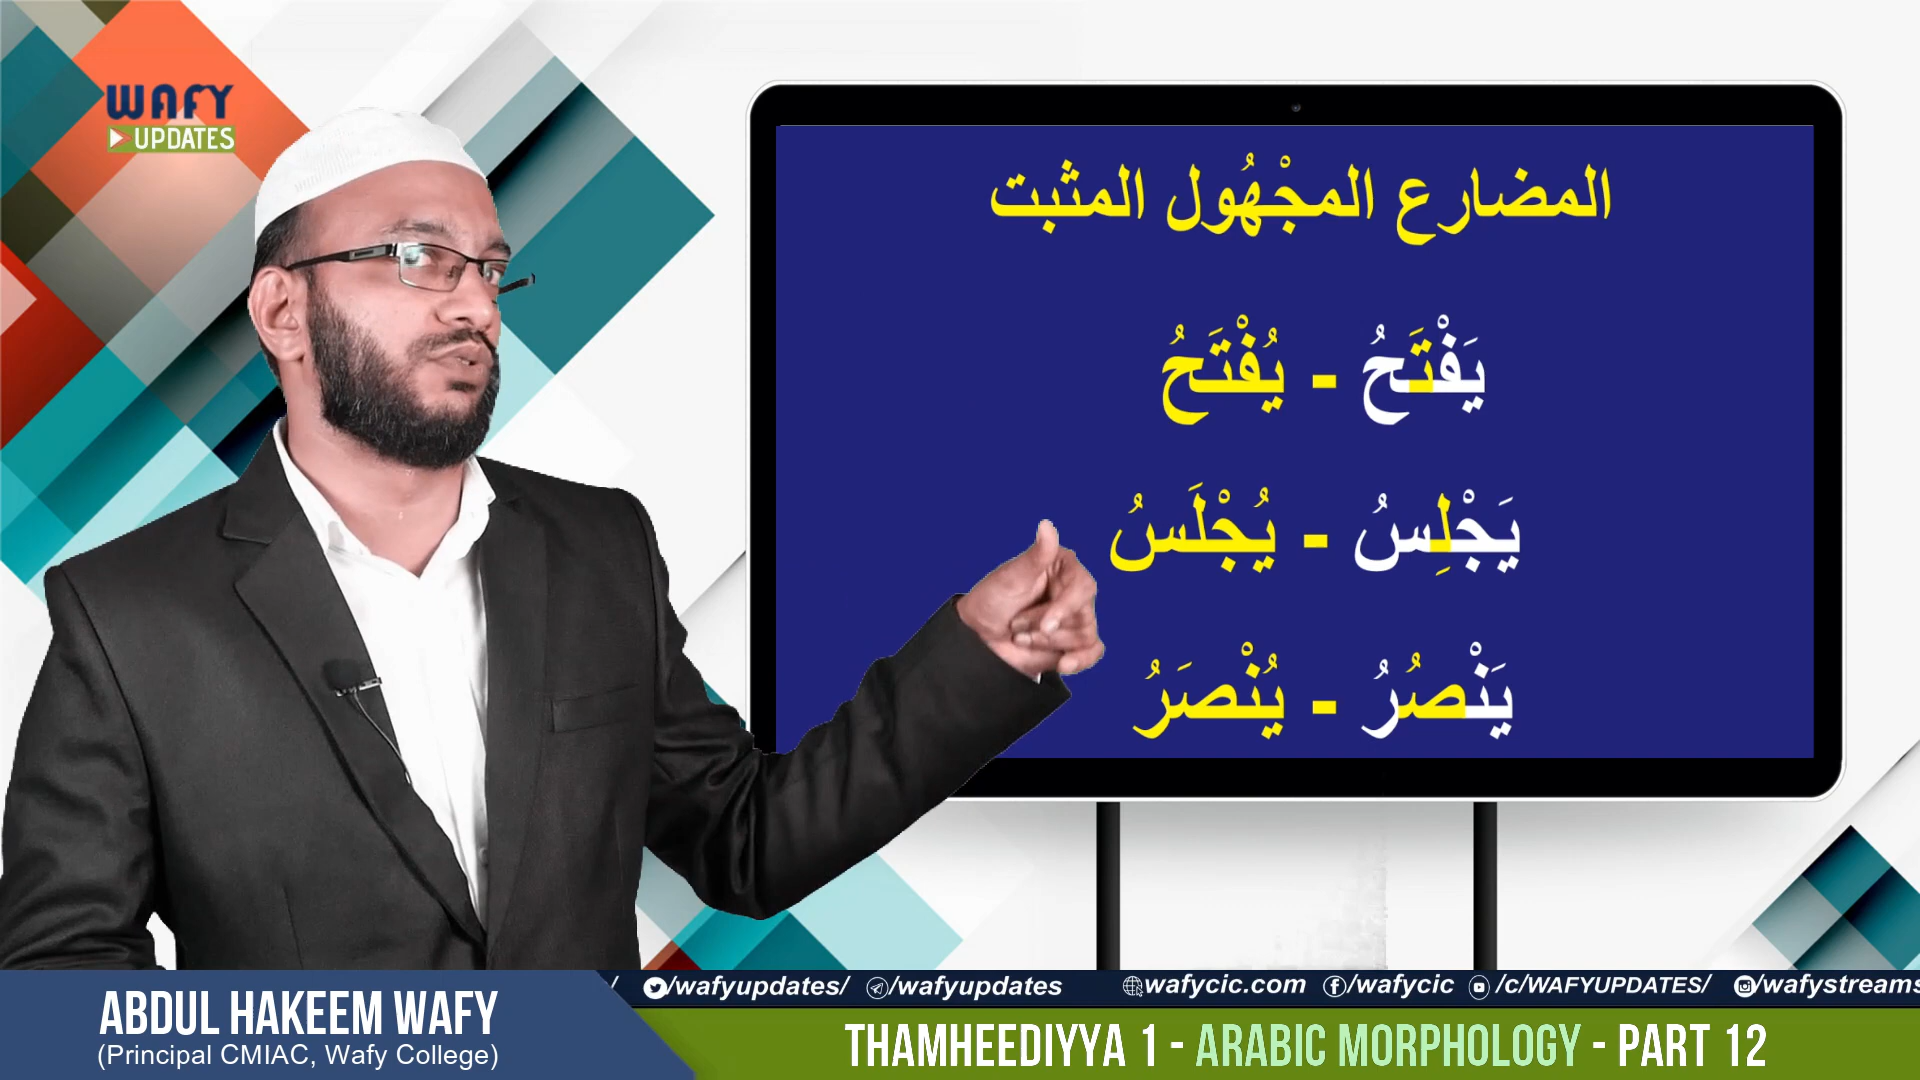 WAFY
UPDATES
المضارع المجْهُول المثبت
يَفْتَحُ - يُفْتَحُ
يَجْلِسُ - يُجْلَسُ
يَنْصُرُ - يُنْصَرُ
/ /wafyupdates/ /wafyupdates wafycic.com /wafycic /c/WAFYUPDATES/ /wafystreams
ABDUL HAKEEM WAFY
(Principal CMIAC, Wafy College)
THAMHEEDIYYA 1 - ARABIC MORPHOLOGY - PART 12